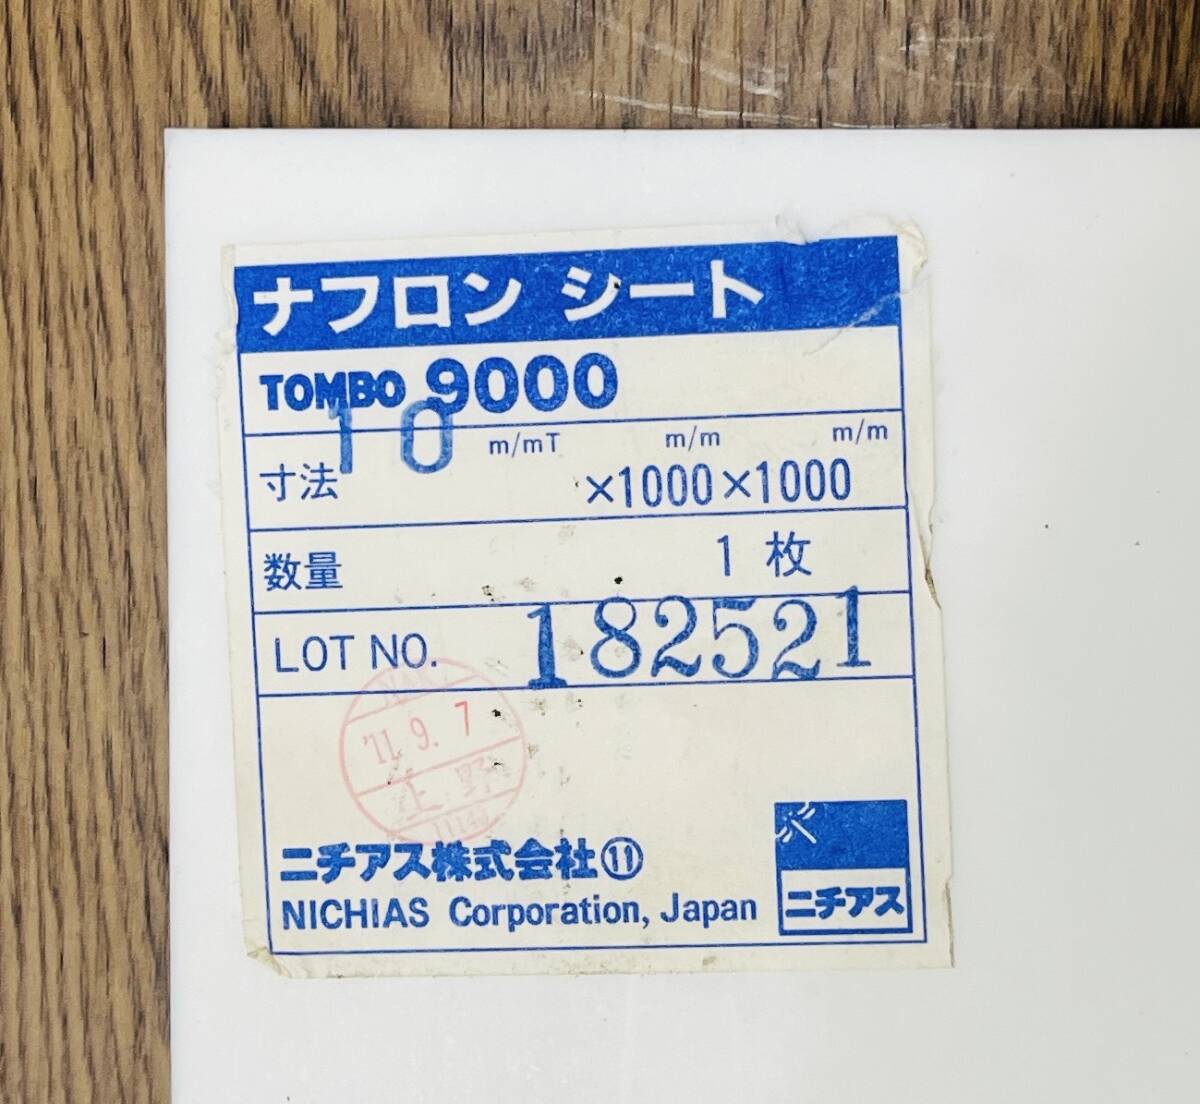 ナフロン シート
TOMBO 9000
寸法 10 m/mT ×1000 m/m ×1000 m/m
数量 1 枚
LOT NO. 182521
'11. 9. 7
上野
ニチアス株式会社⑪
NICHIAS Corporation, Japan
ニチアス